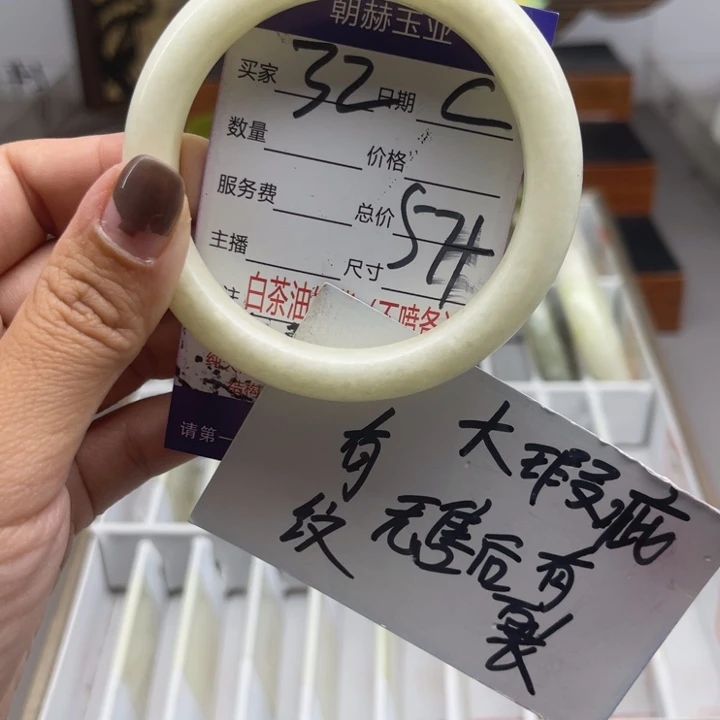 朝赫玉业
买家 32 日期 C
数量 价格
服务费 总价
主播 尺寸 57H
白茶油
请第一
大瑕疵
无售后有
裂
有
纹